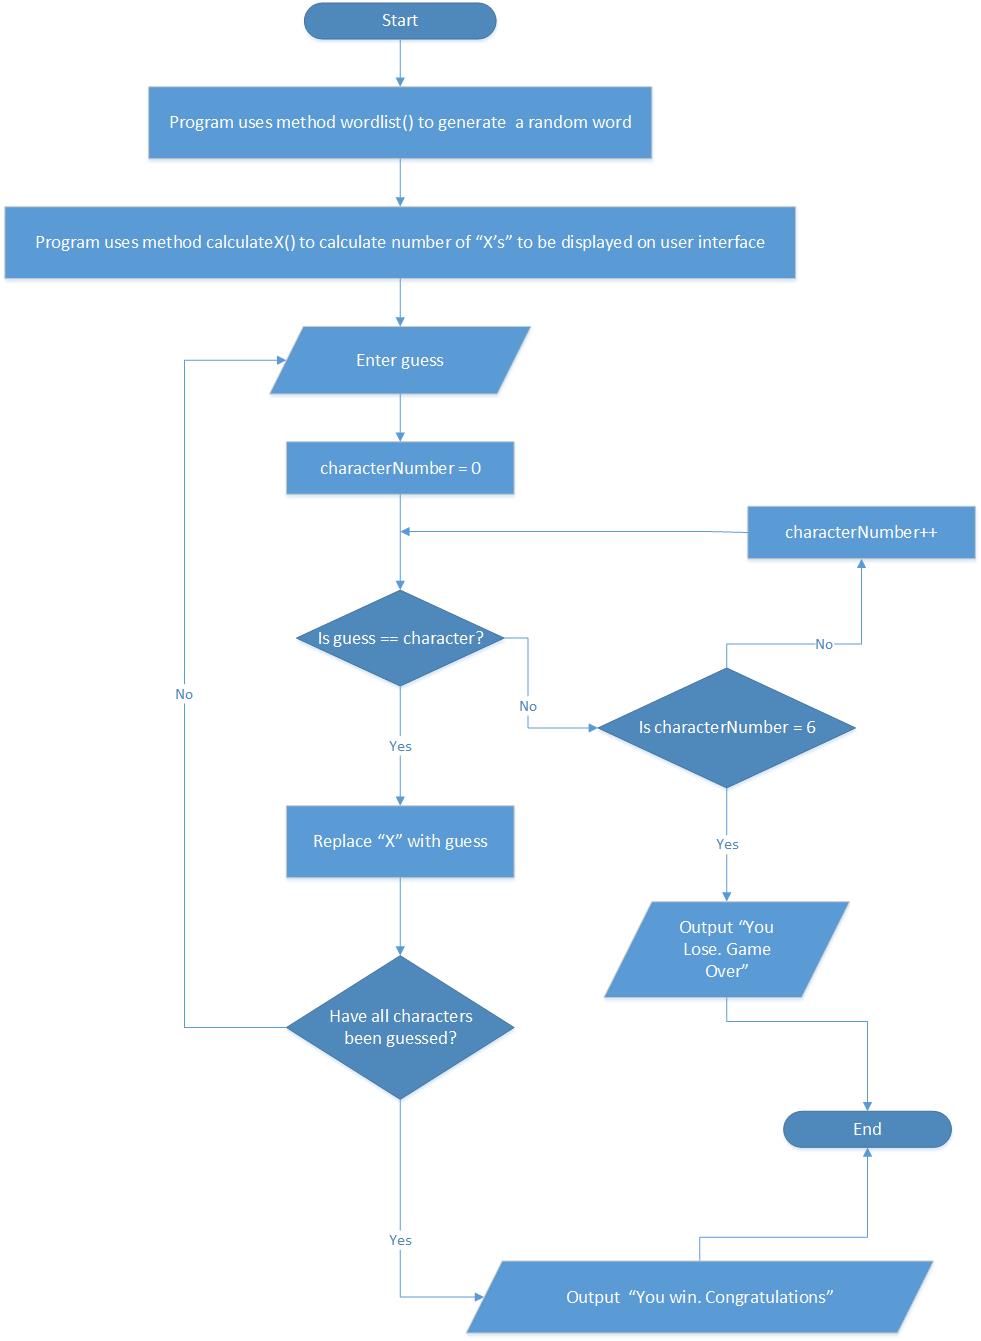 Start
Program uses method wordlist() to generate  a random word
Program uses method calculateX() to calculate number of “X’s” to be displayed on user interface
Enter guess
characterNumber = 0
characterNumber++
Is guess == character?
No
No
No
Is characterNumber = 6
Yes
Replace “X” with guess
Yes
Output “You
Lose. Game
Over”
Have all characters
been guessed?
End
Yes
Output  “You win. Congratulations”